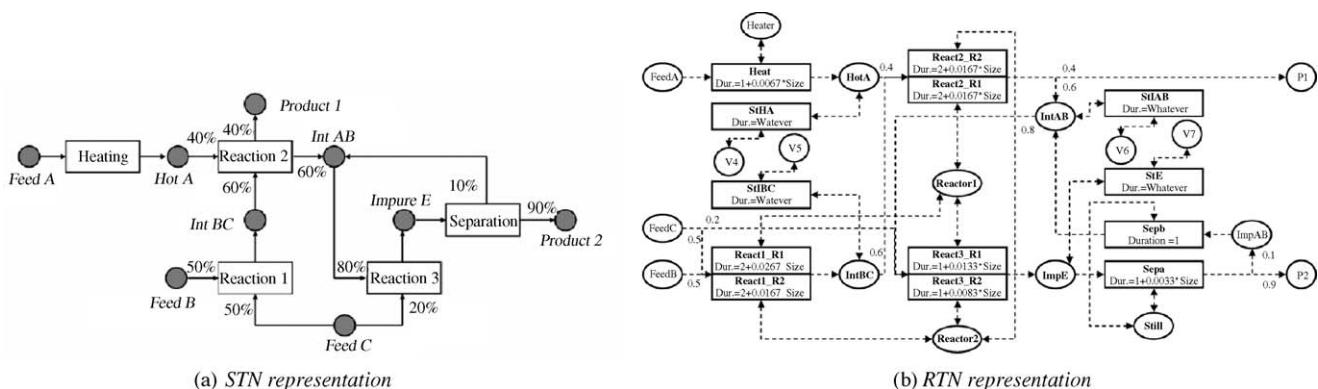 Product 1
40%
Int AB
40%
Heating
Reaction 2
60%
Feed A
Hot A
60%
10%
Impure E
90%
Separation
Int BC
Product 2
50%
Reaction 1
80%
Reaction 3
Feed B
50%
20%
Feed C
(a) STN representation
Heater
React2_R2
Dur.=2+0.0167*Size
FeedA
Heat
Dur.=1+0.0067*Size
HotA
0.4
React2_R1
Dur.=2+0.0167*Size
0.4
0.6
P1
StHA
Dur.=Watever
IntAB
StIAB
Dur.=Whatever
0.8
V4
V5
V6
V7
StIBC
Dur.=Watever
Reactor1
StE
Dur.=Whatever
FeedC
0.2
Sepb
Duration =1
ImpAB
0.5
React1_R1
Dur.=2+0.0267 Size
0.6
React3_R1
Dur.=1+0.0133*Size
FeedB
0.5
React1_R2
Dur.=2+0.0167 Size
IntBC
React3_R2
Dur.=1+0.0083*Size
ImpE
Sepa
Dur.=1+0.0033*Size
0.1
0.9
P2
Still
Reactor2
(b) RTN representation